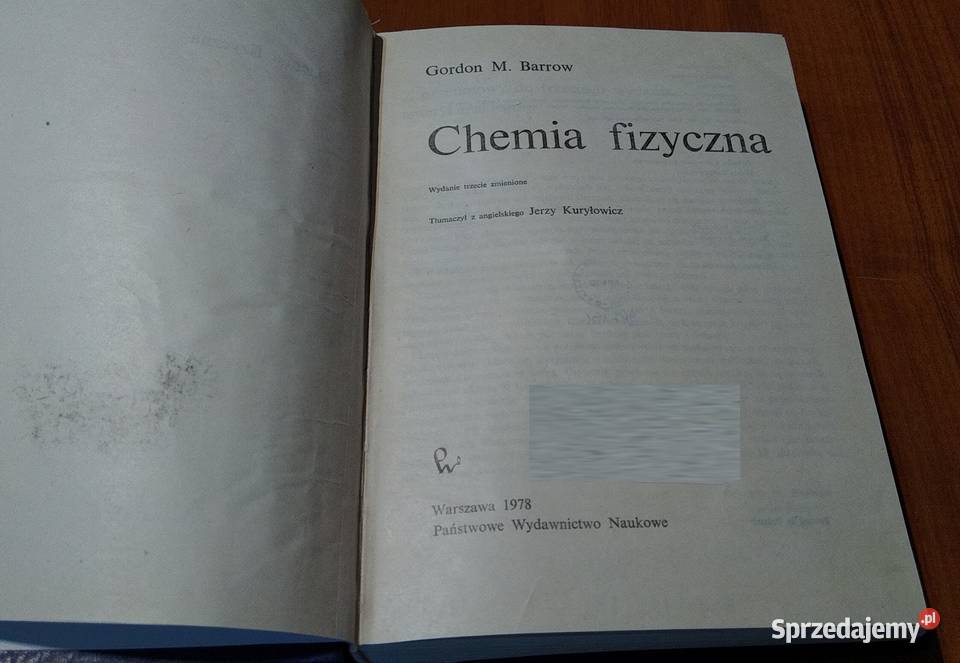 Gordon M. Barrow
Chemia fizyczna
Wydanie trzecie zmienione
Tłumaczył z angielskiego Jerzy Kuryłowicz
Warszawa 1978
Państwowe Wydawnictwo Naukowe
Sprzedajemy.pl